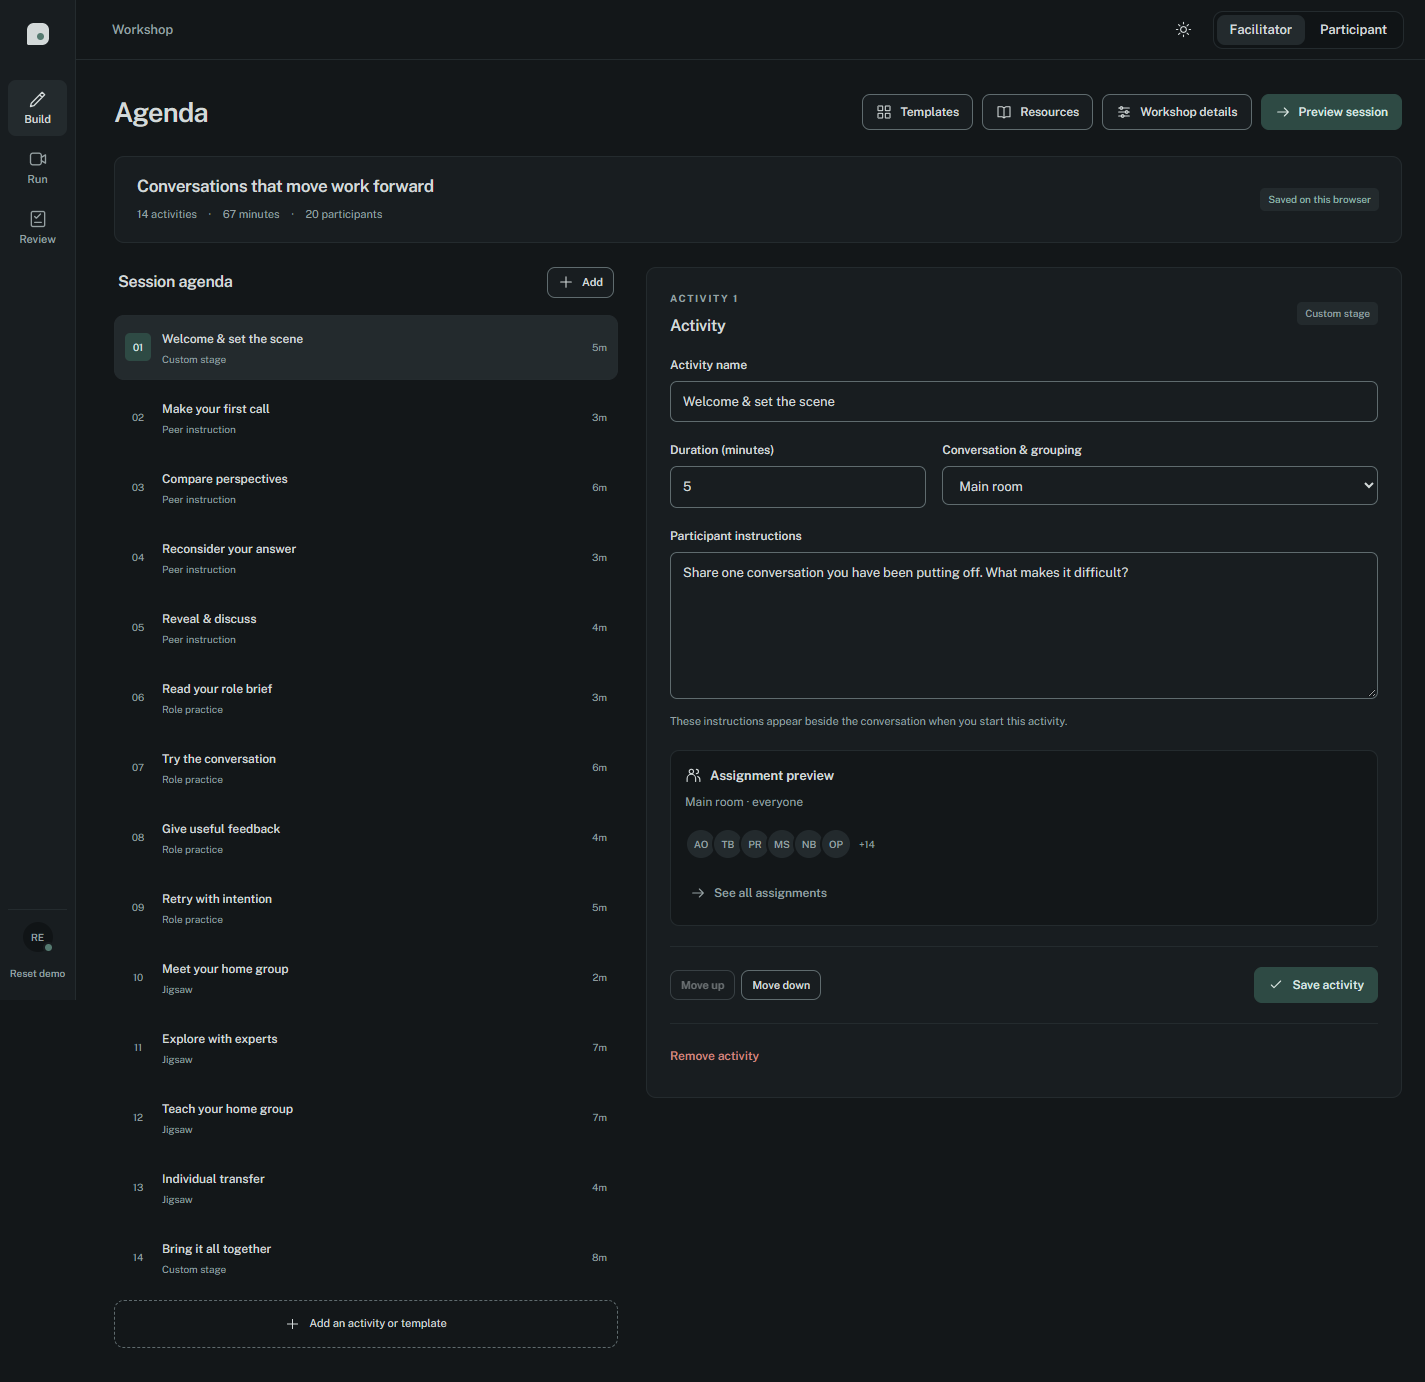 Workshop
Facilitator
Participant
Build
Run
Review
RE
Reset demo
Agenda
Templates
Resources
Workshop details
Preview session
Conversations that move work forward
14 activities · 67 minutes · 20 participants
Saved on this browser
Session agenda
Add
01
Welcome & set the scene
Custom stage
5m
02
Make your first call
Peer instruction
3m
03
Compare perspectives
Peer instruction
6m
04
Reconsider your answer
Peer instruction
3m
05
Reveal & discuss
Peer instruction
4m
06
Read your role brief
Role practice
3m
07
Try the conversation
Role practice
6m
08
Give useful feedback
Role practice
4m
09
Retry with intention
Role practice
5m
10
Meet your home group
Jigsaw
2m
11
Explore with experts
Jigsaw
7m
12
Teach your home group
Jigsaw
7m
13
Individual transfer
Jigsaw
4m
14
Bring it all together
Custom stage
8m
Add an activity or template
ACTIVITY 1
Activity
Custom stage
Activity name
Welcome & set the scene
Duration (minutes)
5
Conversation & grouping
Main room
Participant instructions
Share one conversation you have been putting off. What makes it difficult?
These instructions appear beside the conversation when you start this activity.
Assignment preview
Main room · everyone
AO TB PR MS NB OP +14
See all assignments
Move up
Move down
Save activity
Remove activity